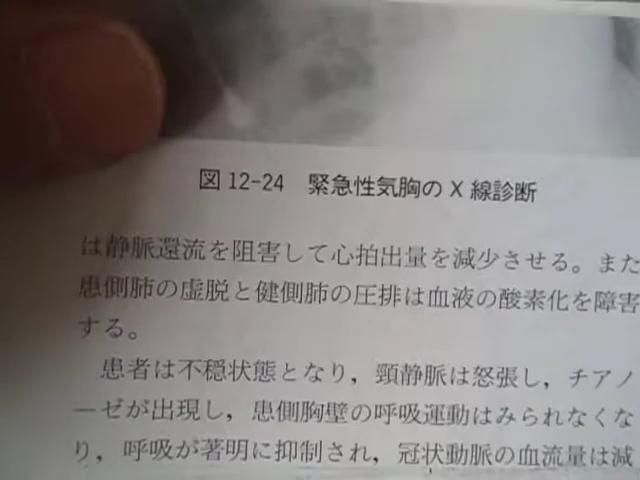 図 12-24 緊急性気胸の X 線診断
は静脈還流を阻害して心拍出量を減少させる。また
患側肺の虚脱と健側肺の圧排は血液の酸素化を障害
する。
患者は不穏状態となり，頸静脈は怒張し，チアノ
ーゼが出現し，患側胸壁の呼吸運動はみられなくな
り，呼吸が著明に抑制され，冠状動脈の血流量は減